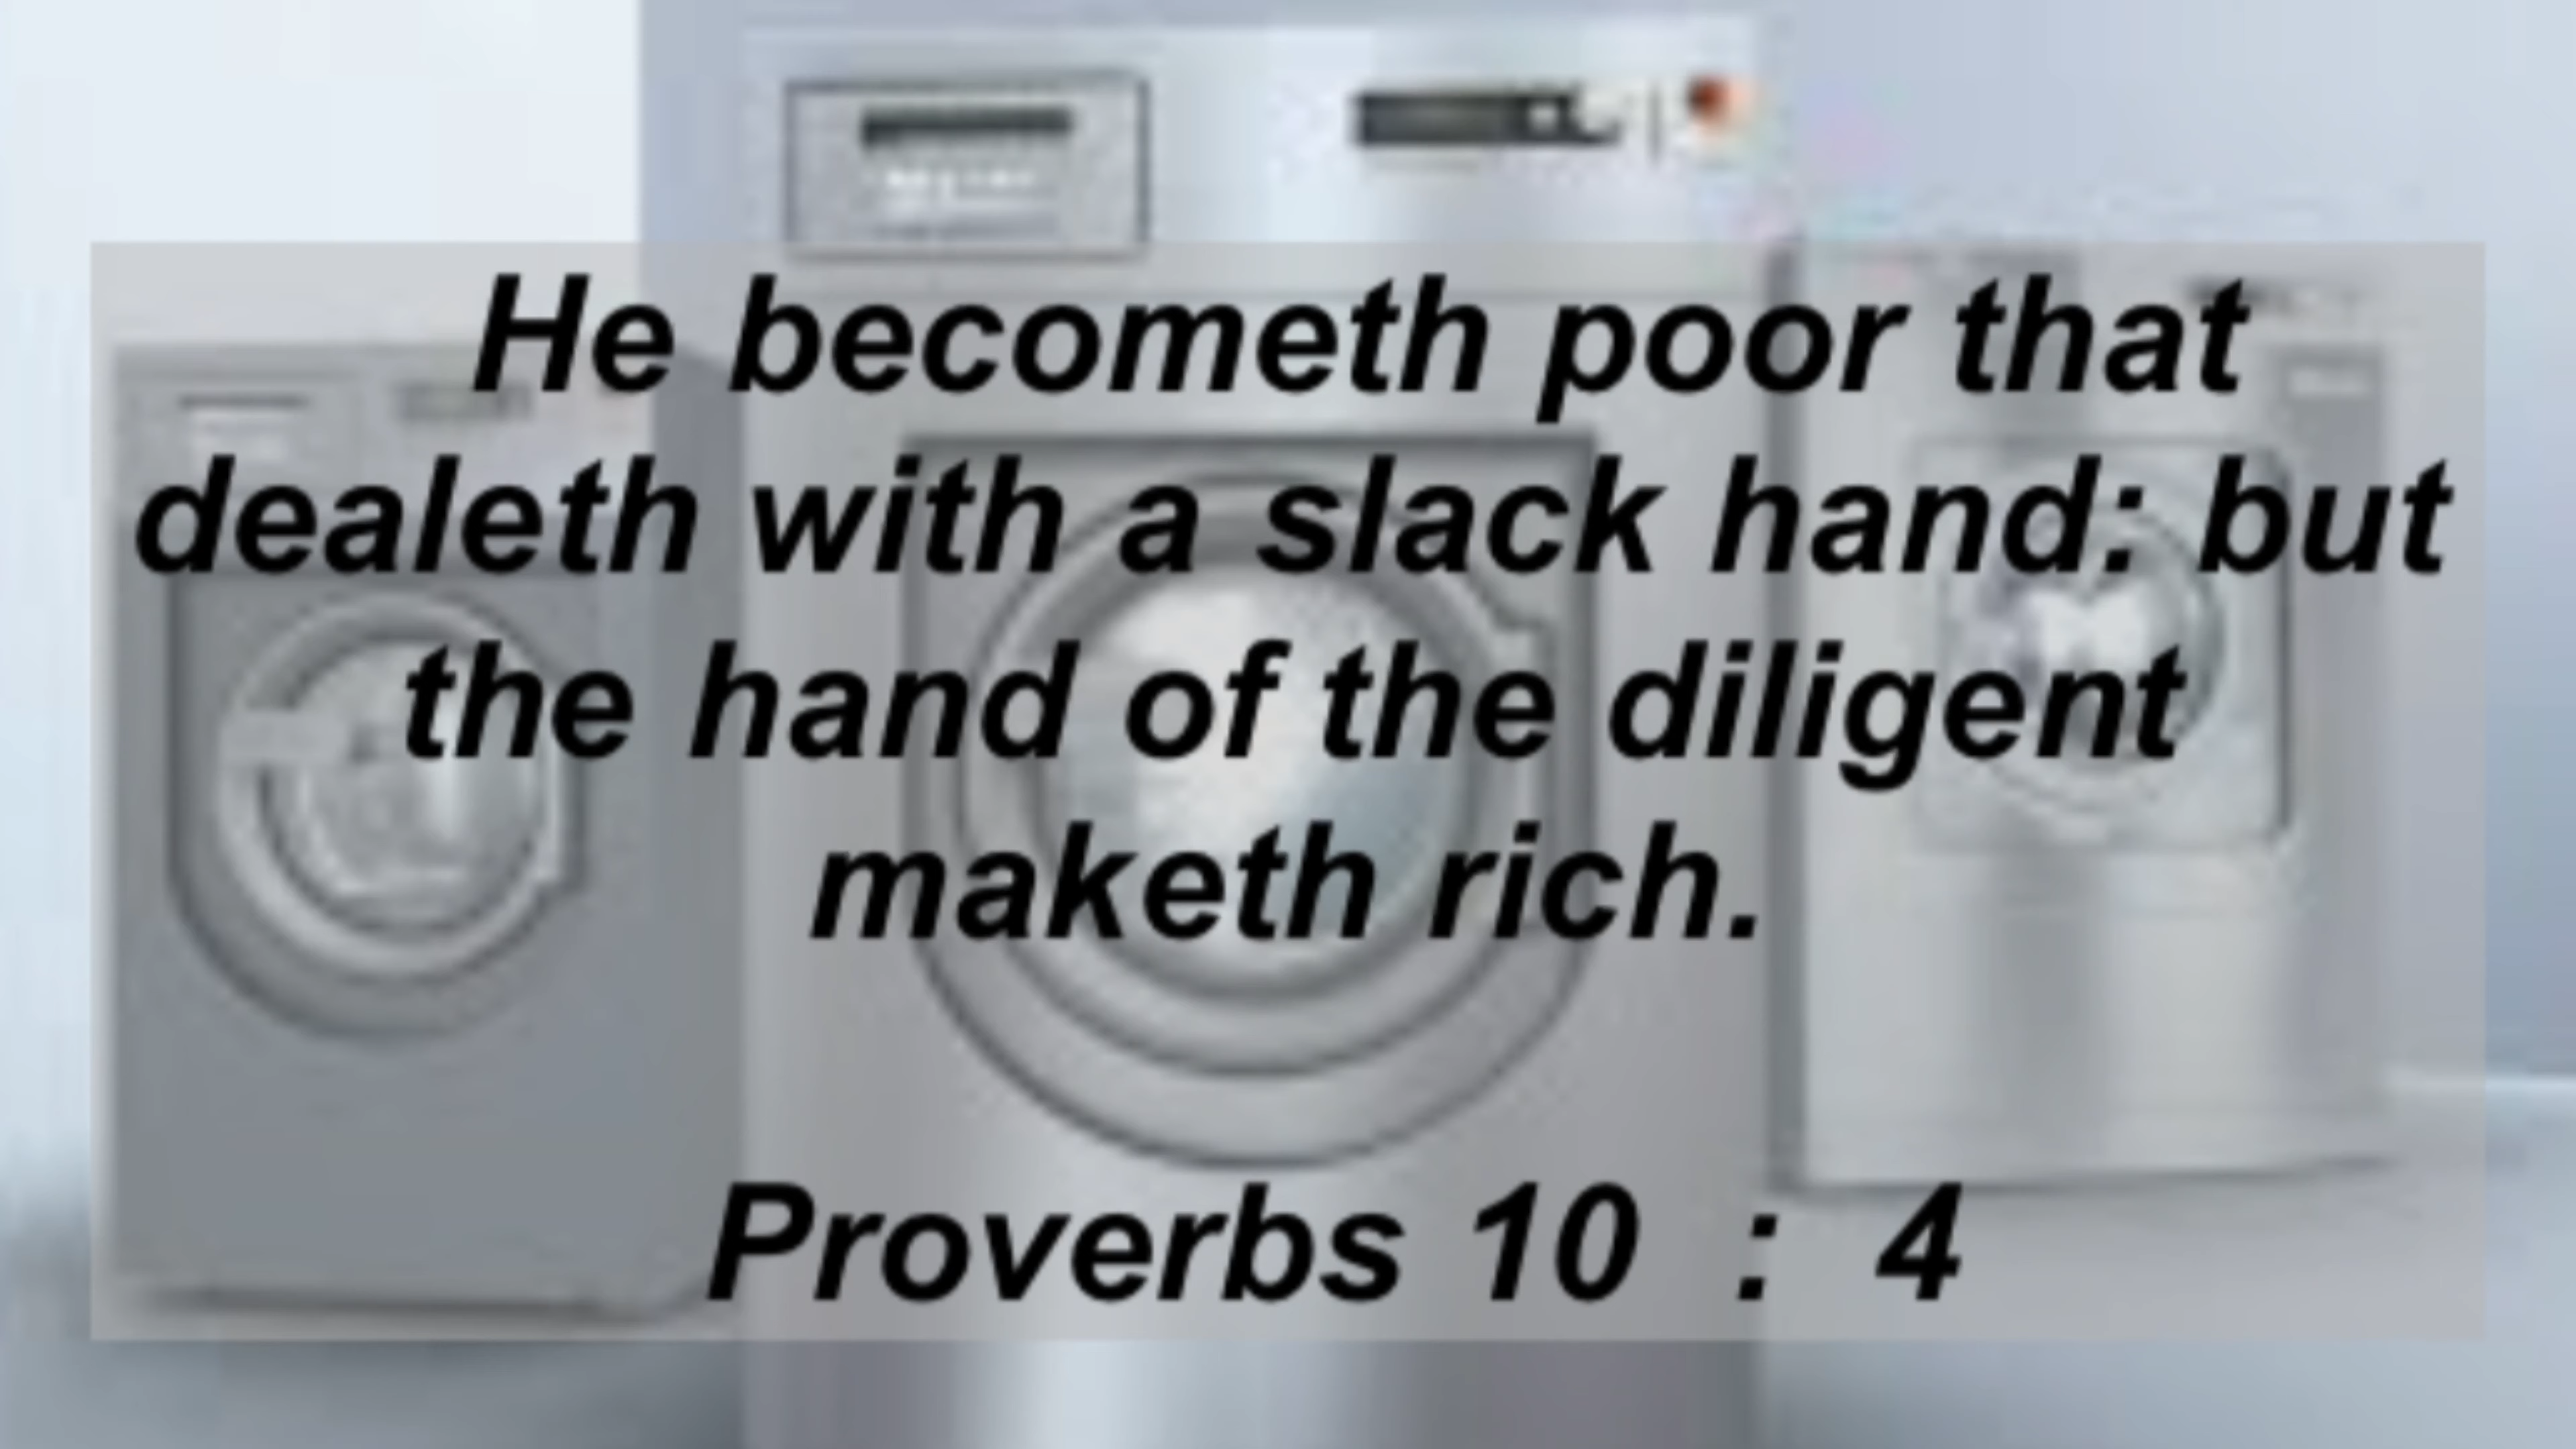 He becometh poor that
dealeth with a slack hand: but
the hand of the diligent
maketh rich.
Proverbs 10 : 4